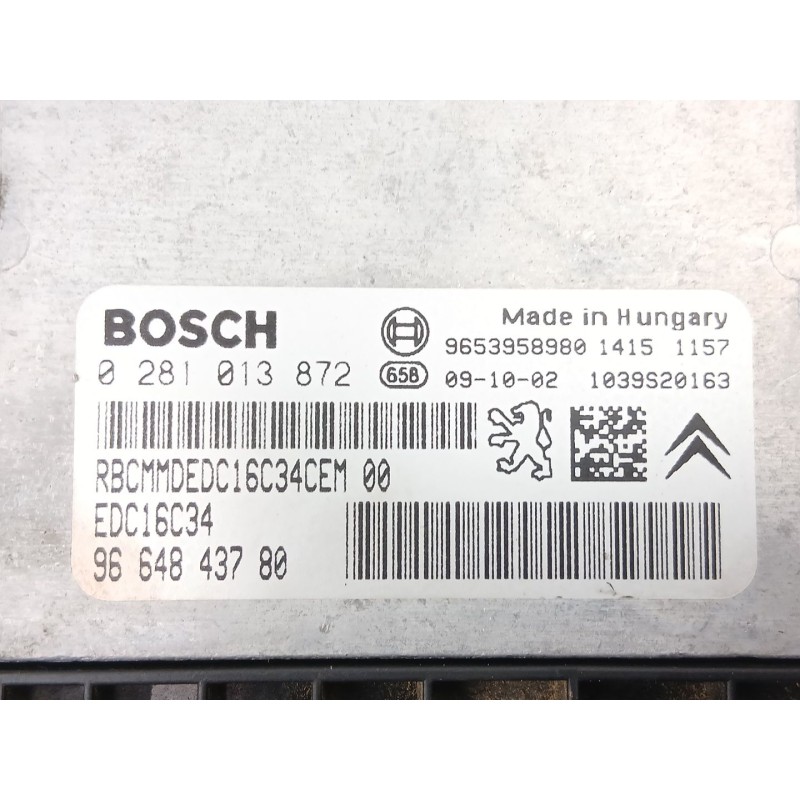 BOSCH
Made in Hungary
9653958980 1415 1157
0 281 013 872
658 09-10-02 1039S20163
RBCMMDEDC16C34CEM 00
EDC16C34
96 648 437 80